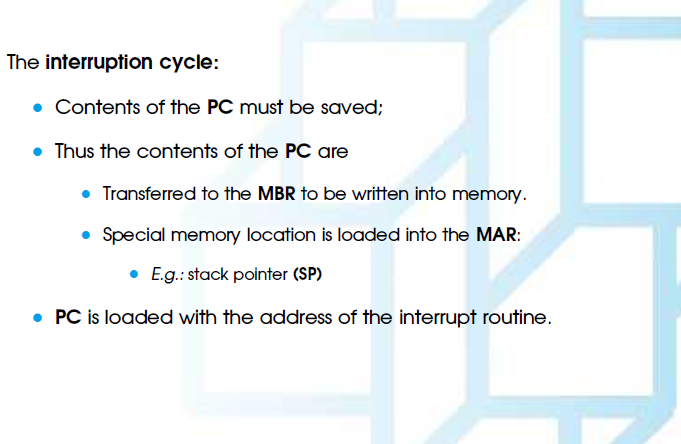 The interruption cycle:
• Contents of the PC must be saved;
• Thus the contents of the PC are
• Transferred to the MBR to be written into memory.
• Special memory location is loaded into the MAR:
• E.g.: stack pointer (SP)
• PC is loaded with the address of the interrupt routine.